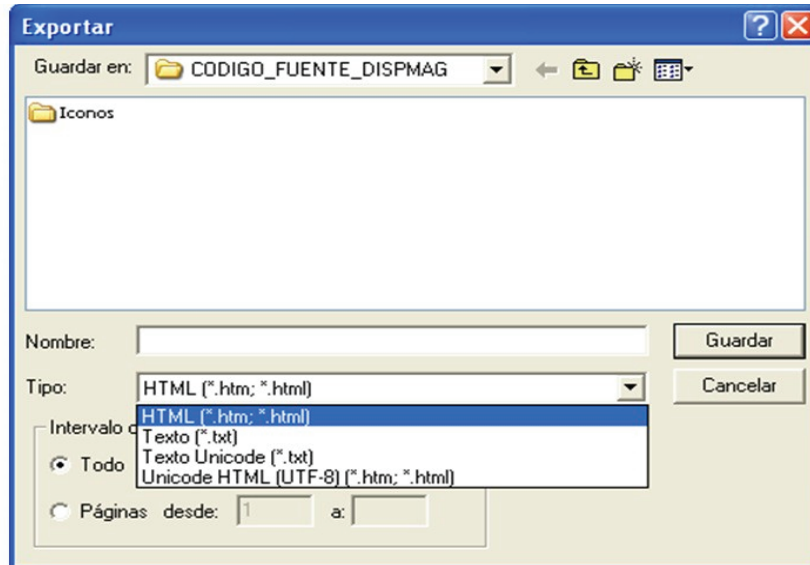 Exportar
Guardar en: CODIGO_FUENTE_DISPMAG
Iconos
Nombre: Guardar
Tipo: HTML (*.htm; *.html) Cancelar
HTML (*.htm; *.html)
Intervalo
Texto (*.txt)
Texto Unicode (*.txt)
Todo
Unicode HTML (UTF-8) (*.htm; *.html)
Páginas desde: 1 a: